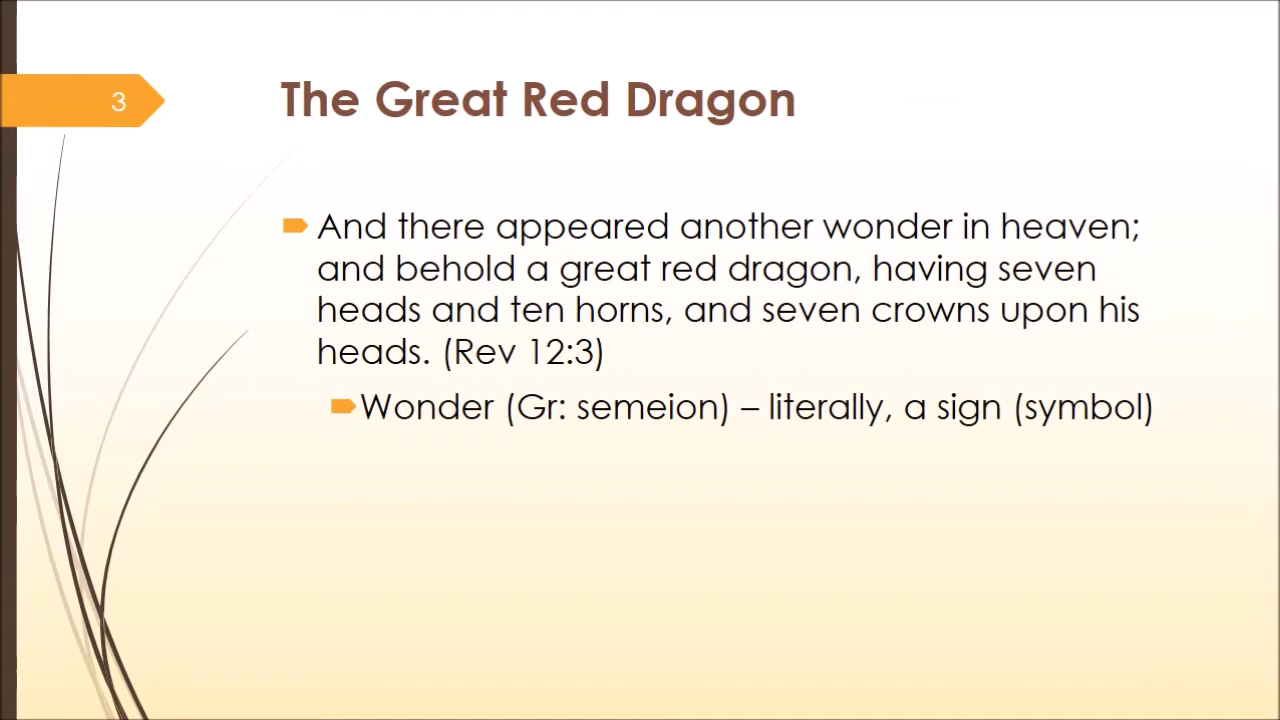 3
The Great Red Dragon
And there appeared another wonder in heaven;
and behold a great red dragon, having seven
heads and ten horns, and seven crowns upon his
heads. (Rev 12:3)
Wonder (Gr: semeion) – literally, a sign (symbol)